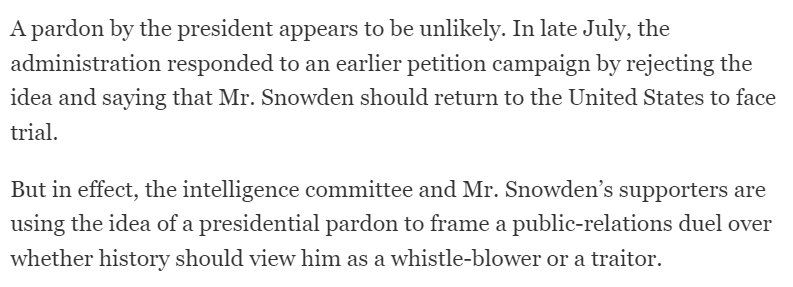 A pardon by the president appears to be unlikely. In late July, the
administration responded to an earlier petition campaign by rejecting the
idea and saying that Mr. Snowden should return to the United States to face
trial.
But in effect, the intelligence committee and Mr. Snowden’s supporters are
using the idea of a presidential pardon to frame a public-relations duel over
whether history should view him as a whistle-blower or a traitor.